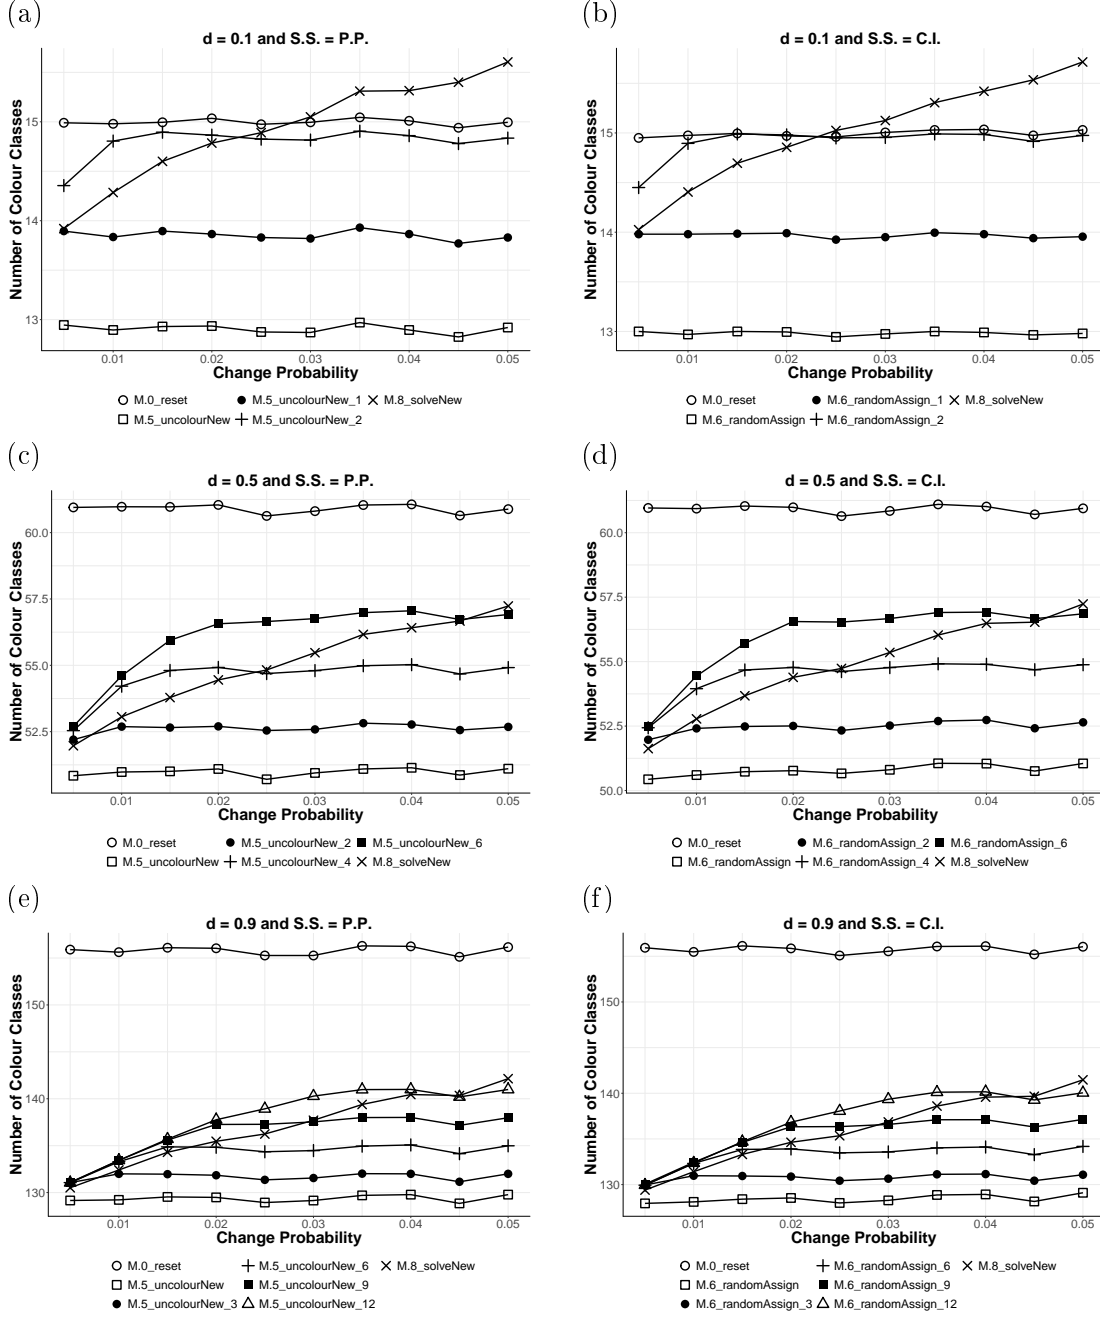 (a)
d = 0.1 and S.S. = P.P.
Number of Colour Classes
15
14
13
0.01 0.02 0.03 0.04 0.05
Change Probability
M.0_reset M.5_uncolourNew_1 M.8_solveNew
M.5_uncolourNew M.5_uncolourNew_2
(b)
d = 0.1 and S.S. = C.I.
Number of Colour Classes
15
14
13
0.01 0.02 0.03 0.04 0.05
Change Probability
M.0_reset M.6_randomAssign_1 M.8_solveNew
M.6_randomAssign M.6_randomAssign_2
(c)
d = 0.5 and S.S. = P.P.
Number of Colour Classes
60.0
57.5
55.0
52.5
0.01 0.02 0.03 0.04 0.05
Change Probability
M.0_reset M.5_uncolourNew_2 M.5_uncolourNew_6
M.5_uncolourNew M.5_uncolourNew_4 M.8_solveNew
(d)
d = 0.5 and S.S. = C.I.
Number of Colour Classes
60.0
57.5
55.0
52.5
50.0
0.01 0.02 0.03 0.04 0.05
Change Probability
M.0_reset M.6_randomAssign_2 M.6_randomAssign_6
M.6_randomAssign M.6_randomAssign_4 M.8_solveNew
(e)
d = 0.9 and S.S. = P.P.
Number of Colour Classes
150
140
130
0.01 0.02 0.03 0.04 0.05
Change Probability
M.0_reset M.5_uncolourNew_6 M.8_solveNew
M.5_uncolourNew M.5_uncolourNew_9
M.5_uncolourNew_3 M.5_uncolourNew_12
(f)
d = 0.9 and S.S. = C.I.
Number of Colour Classes
150
140
130
0.01 0.02 0.03 0.04 0.05
Change Probability
M.0_reset M.6_randomAssign_6 M.8_solveNew
M.6_randomAssign M.6_randomAssign_9
M.6_randomAssign_3 M.6_randomAssign_12